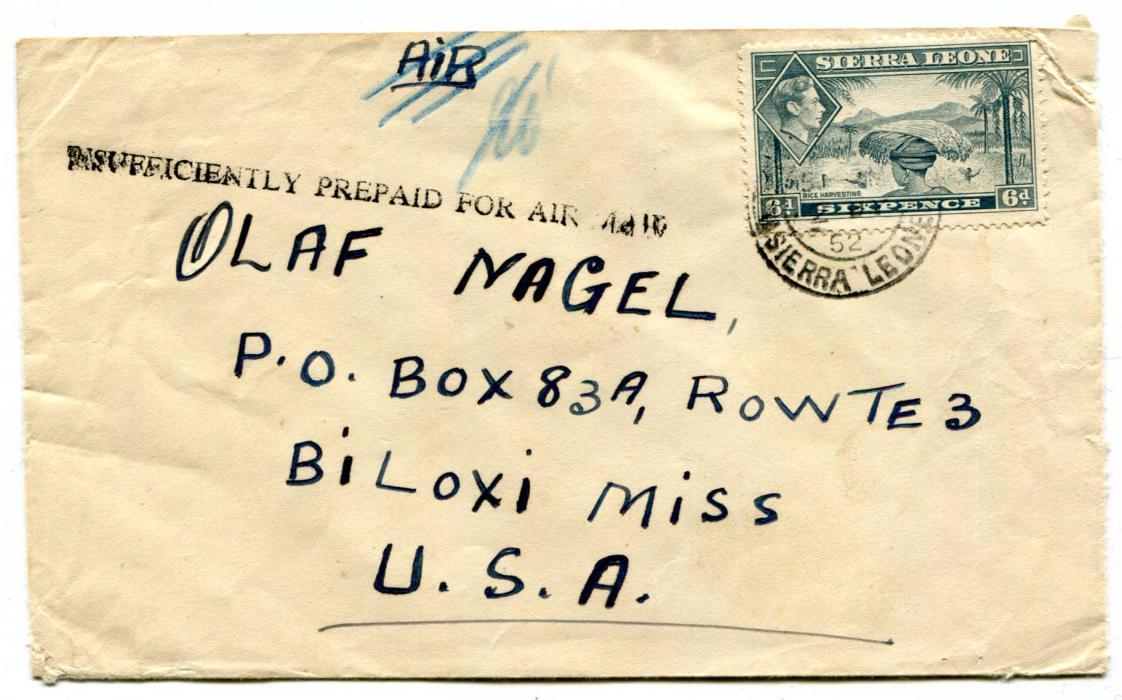 AiR
SIERRA LEONE
RICE HARVESTING
6d SIXPENCE 6d
52
SIERRA LEONE
INSUFFICIENTLY PREPAID FOR AIR MAIL
OLAF NAGEL,
P.O. BOX 83A, ROWTE 3
BiLOXi MiSS
U.S.A.